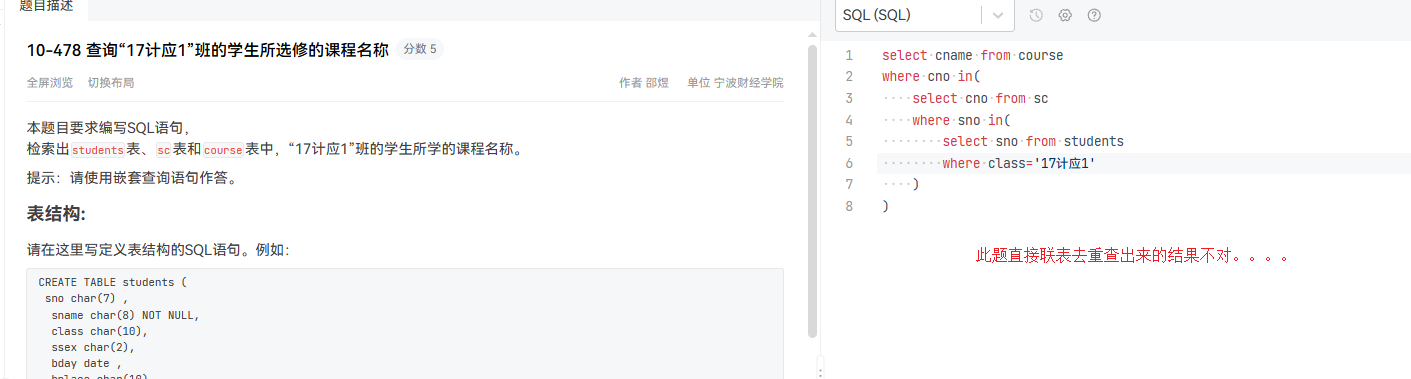 题目描述
10-478 查询“17计应1”班的学生所选修的课程名称 分数 5
全屏浏览 切换布局 作者 邵煜 单位 宁波财经学院
本题目要求编写SQL语句，
检索出students表、sc表和course表中，“17计应1”班的学生所学的课程名称。
提示：请使用嵌套查询语句作答。
表结构:
请在这里写定义表结构的SQL语句。例如：
CREATE TABLE students (
sno char(7) ,
sname char(8) NOT NULL,
class char(10),
ssex char(2),
bday date ,
bplace char(10)
SQL (SQL)
1 select cname from course
2 where cno in(
3 select cno from sc
4 where sno in(
5 select sno from students
6 where class='17计应1'
7 )
8 )
此题直接联表去重查出来的结果不对。。。。